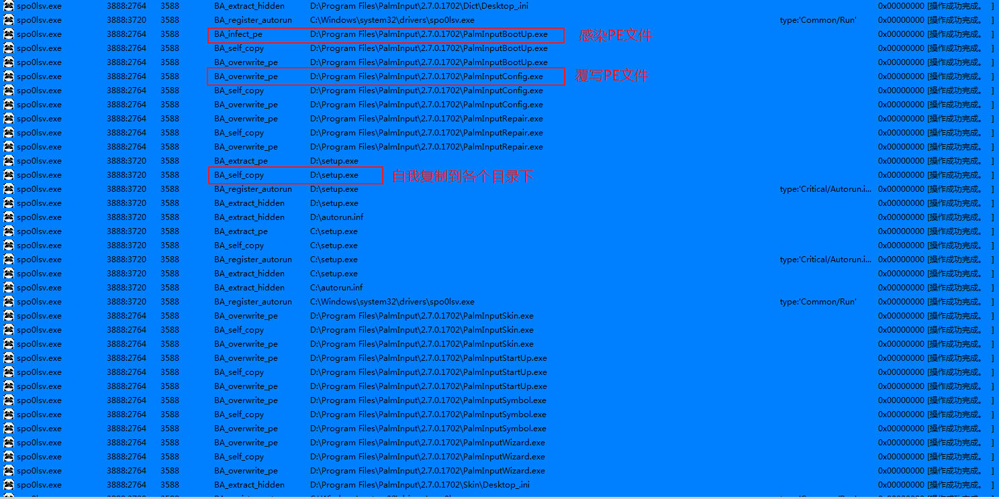 spo0lsv.exe 3888:2764 3588 BA_extract_hidden D:\Program Files\PalmInput\2.7.0.1702\Dict\Desktop_.ini 0x00000000 [操作成功完成。 ]
spo0lsv.exe 3888:3720 3588 BA_register_autorun C:\Windows\system32\drivers\spo0lsv.exe type:'Common/Run' 0x00000000 [操作成功完成。 ]
spo0lsv.exe 3888:2764 3588 BA_infect_pe D:\Program Files\PalmInput\2.7.0.1702\PalmInputBootUp.exe 感染PE文件 0x00000000 [操作成功完成。 ]
spo0lsv.exe 3888:2764 3588 BA_self_copy D:\Program Files\PalmInput\2.7.0.1702\PalmInputBootUp.exe 0x00000000 [操作成功完成。 ]
spo0lsv.exe 3888:2764 3588 BA_overwrite_pe D:\Program Files\PalmInput\2.7.0.1702\PalmInputBootUp.exe 0x00000000 [操作成功完成。 ]
spo0lsv.exe 3888:2764 3588 BA_overwrite_pe D:\Program Files\PalmInput\2.7.0.1702\PalmInputConfig.exe 覆写PE文件 0x00000000 [操作成功完成。 ]
spo0lsv.exe 3888:2764 3588 BA_self_copy D:\Program Files\PalmInput\2.7.0.1702\PalmInputConfig.exe 0x00000000 [操作成功完成。 ]
spo0lsv.exe 3888:2764 3588 BA_overwrite_pe D:\Program Files\PalmInput\2.7.0.1702\PalmInputConfig.exe 0x00000000 [操作成功完成。 ]
spo0lsv.exe 3888:2764 3588 BA_overwrite_pe D:\Program Files\PalmInput\2.7.0.1702\PalmInputRepair.exe 0x00000000 [操作成功完成。 ]
spo0lsv.exe 3888:2764 3588 BA_self_copy D:\Program Files\PalmInput\2.7.0.1702\PalmInputRepair.exe 0x00000000 [操作成功完成。 ]
spo0lsv.exe 3888:2764 3588 BA_overwrite_pe D:\Program Files\PalmInput\2.7.0.1702\PalmInputRepair.exe 0x00000000 [操作成功完成。 ]
spo0lsv.exe 3888:3720 3588 BA_extract_pe D:\setup.exe 0x00000000 [操作成功完成。 ]
spo0lsv.exe 3888:3720 3588 BA_self_copy D:\setup.exe 自我复制到各个目录下 0x00000000 [操作成功完成。 ]
spo0lsv.exe 3888:3720 3588 BA_register_autorun D:\setup.exe type:'Critical/Autorun.i... 0x00000000 [操作成功完成。 ]
spo0lsv.exe 3888:3720 3588 BA_extract_hidden D:\setup.exe 0x00000000 [操作成功完成。 ]
spo0lsv.exe 3888:3720 3588 BA_extract_hidden D:\autorun.inf 0x00000000 [操作成功完成。 ]
spo0lsv.exe 3888:3720 3588 BA_extract_pe C:\setup.exe 0x00000000 [操作成功完成。 ]
spo0lsv.exe 3888:3720 3588 BA_self_copy C:\setup.exe 0x00000000 [操作成功完成。 ]
spo0lsv.exe 3888:3720 3588 BA_register_autorun C:\setup.exe type:'Critical/Autorun.i... 0x00000000 [操作成功完成。 ]
spo0lsv.exe 3888:3720 3588 BA_extract_hidden C:\setup.exe 0x00000000 [操作成功完成。 ]
spo0lsv.exe 3888:3720 3588 BA_extract_hidden C:\autorun.inf 0x00000000 [操作成功完成。 ]
spo0lsv.exe 3888:3720 3588 BA_register_autorun C:\Windows\system32\drivers\spo0lsv.exe type:'Common/Run' 0x00000000 [操作成功完成。 ]
spo0lsv.exe 3888:2764 3588 BA_overwrite_pe D:\Program Files\PalmInput\2.7.0.1702\PalmInputSkin.exe 0x00000000 [操作成功完成。 ]
spo0lsv.exe 3888:2764 3588 BA_self_copy D:\Program Files\PalmInput\2.7.0.1702\PalmInputSkin.exe 0x00000000 [操作成功完成。 ]
spo0lsv.exe 3888:2764 3588 BA_overwrite_pe D:\Program Files\PalmInput\2.7.0.1702\PalmInputSkin.exe 0x00000000 [操作成功完成。 ]
spo0lsv.exe 3888:2764 3588 BA_overwrite_pe D:\Program Files\PalmInput\2.7.0.1702\PalmInputStartUp.exe 0x00000000 [操作成功完成。 ]
spo0lsv.exe 3888:2764 3588 BA_self_copy D:\Program Files\PalmInput\2.7.0.1702\PalmInputStartUp.exe 0x00000000 [操作成功完成。 ]
spo0lsv.exe 3888:2764 3588 BA_overwrite_pe D:\Program Files\PalmInput\2.7.0.1702\PalmInputStartUp.exe 0x00000000 [操作成功完成。 ]
spo0lsv.exe 3888:2764 3588 BA_overwrite_pe D:\Program Files\PalmInput\2.7.0.1702\PalmInputSymbol.exe 0x00000000 [操作成功完成。 ]
spo0lsv.exe 3888:2764 3588 BA_self_copy D:\Program Files\PalmInput\2.7.0.1702\PalmInputSymbol.exe 0x00000000 [操作成功完成。 ]
spo0lsv.exe 3888:2764 3588 BA_overwrite_pe D:\Program Files\PalmInput\2.7.0.1702\PalmInputSymbol.exe 0x00000000 [操作成功完成。 ]
spo0lsv.exe 3888:2764 3588 BA_overwrite_pe D:\Program Files\PalmInput\2.7.0.1702\PalmInputWizard.exe 0x00000000 [操作成功完成。 ]
spo0lsv.exe 3888:2764 3588 BA_self_copy D:\Program Files\PalmInput\2.7.0.1702\PalmInputWizard.exe 0x00000000 [操作成功完成。 ]
spo0lsv.exe 3888:2764 3588 BA_overwrite_pe D:\Program Files\PalmInput\2.7.0.1702\PalmInputWizard.exe 0x00000000 [操作成功完成。 ]
spo0lsv.exe 3888:2764 3588 BA_extract_hidden D:\Program Files\PalmInput\2.7.0.1702\Skin\Desktop_.ini 0x00000000 [操作成功完成。 ]